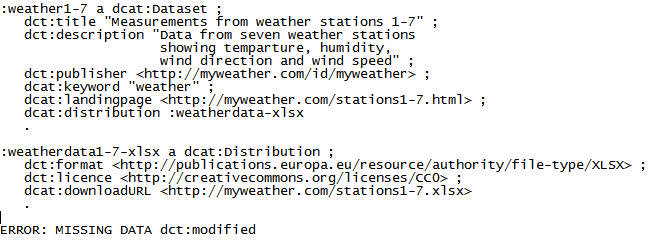 :weather1-7 a dcat:Dataset ;
dct:title "Measurements from weather stations 1-7" ;
dct:description "Data from seven weather stations
showing temparture, humidity,
wind direction and wind speed" ;
dct:publisher <http://myweather.com/id/myweather> ;
dcat:keyword "weather" ;
dcat:landingpage <http://myweather.com/stations1-7.html> ;
dcat:distribution :weatherdata-xlsx
.
:weatherdata1-7-xlsx a dcat:Distribution ;
dct:format <http://publications.europa.eu/resource/authority/file-type/XLSX> ;
dct:licence <http://creativecommons.org/licenses/CC0> ;
dcat:downloadURL <http://myweather.com/stations1-7.xlsx>
.
ERROR: MISSING DATA dct:modified